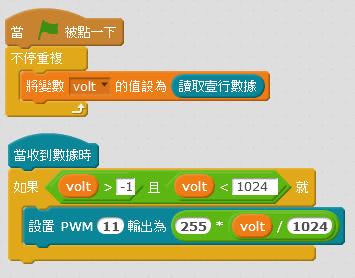 當 被點一下
不停重複
將變數 volt 的值設為 讀取壹行數據
當收到數據時
如果 volt > -1 且 volt < 1024 就
設置 PWM 11 輸出為 255 * volt / 1024